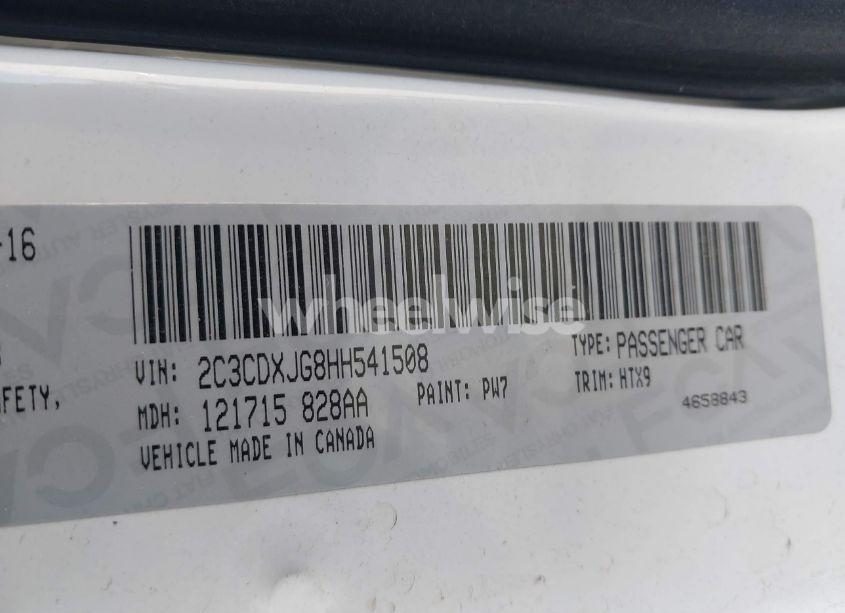 -16
wheelwise
VIN: 2C3CDXJG8HH541508
TYPE: PASSENGER CAR
FETY,
MDH: 121715 828AA
PAINT: PW7
TRIM: HTX9
4658843
VEHICLE MADE IN CANADA